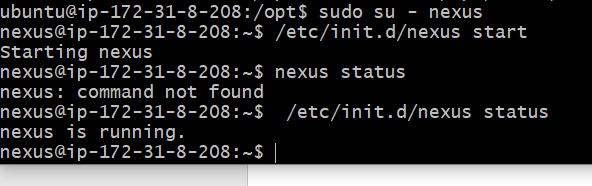 ubuntu@ip-172-31-8-208:/opt$ sudo su - nexus
nexus@ip-172-31-8-208:~$ /etc/init.d/nexus start
Starting nexus
nexus@ip-172-31-8-208:~$ nexus status
nexus: command not found
nexus@ip-172-31-8-208:~$  /etc/init.d/nexus status
nexus is running.
nexus@ip-172-31-8-208:~$